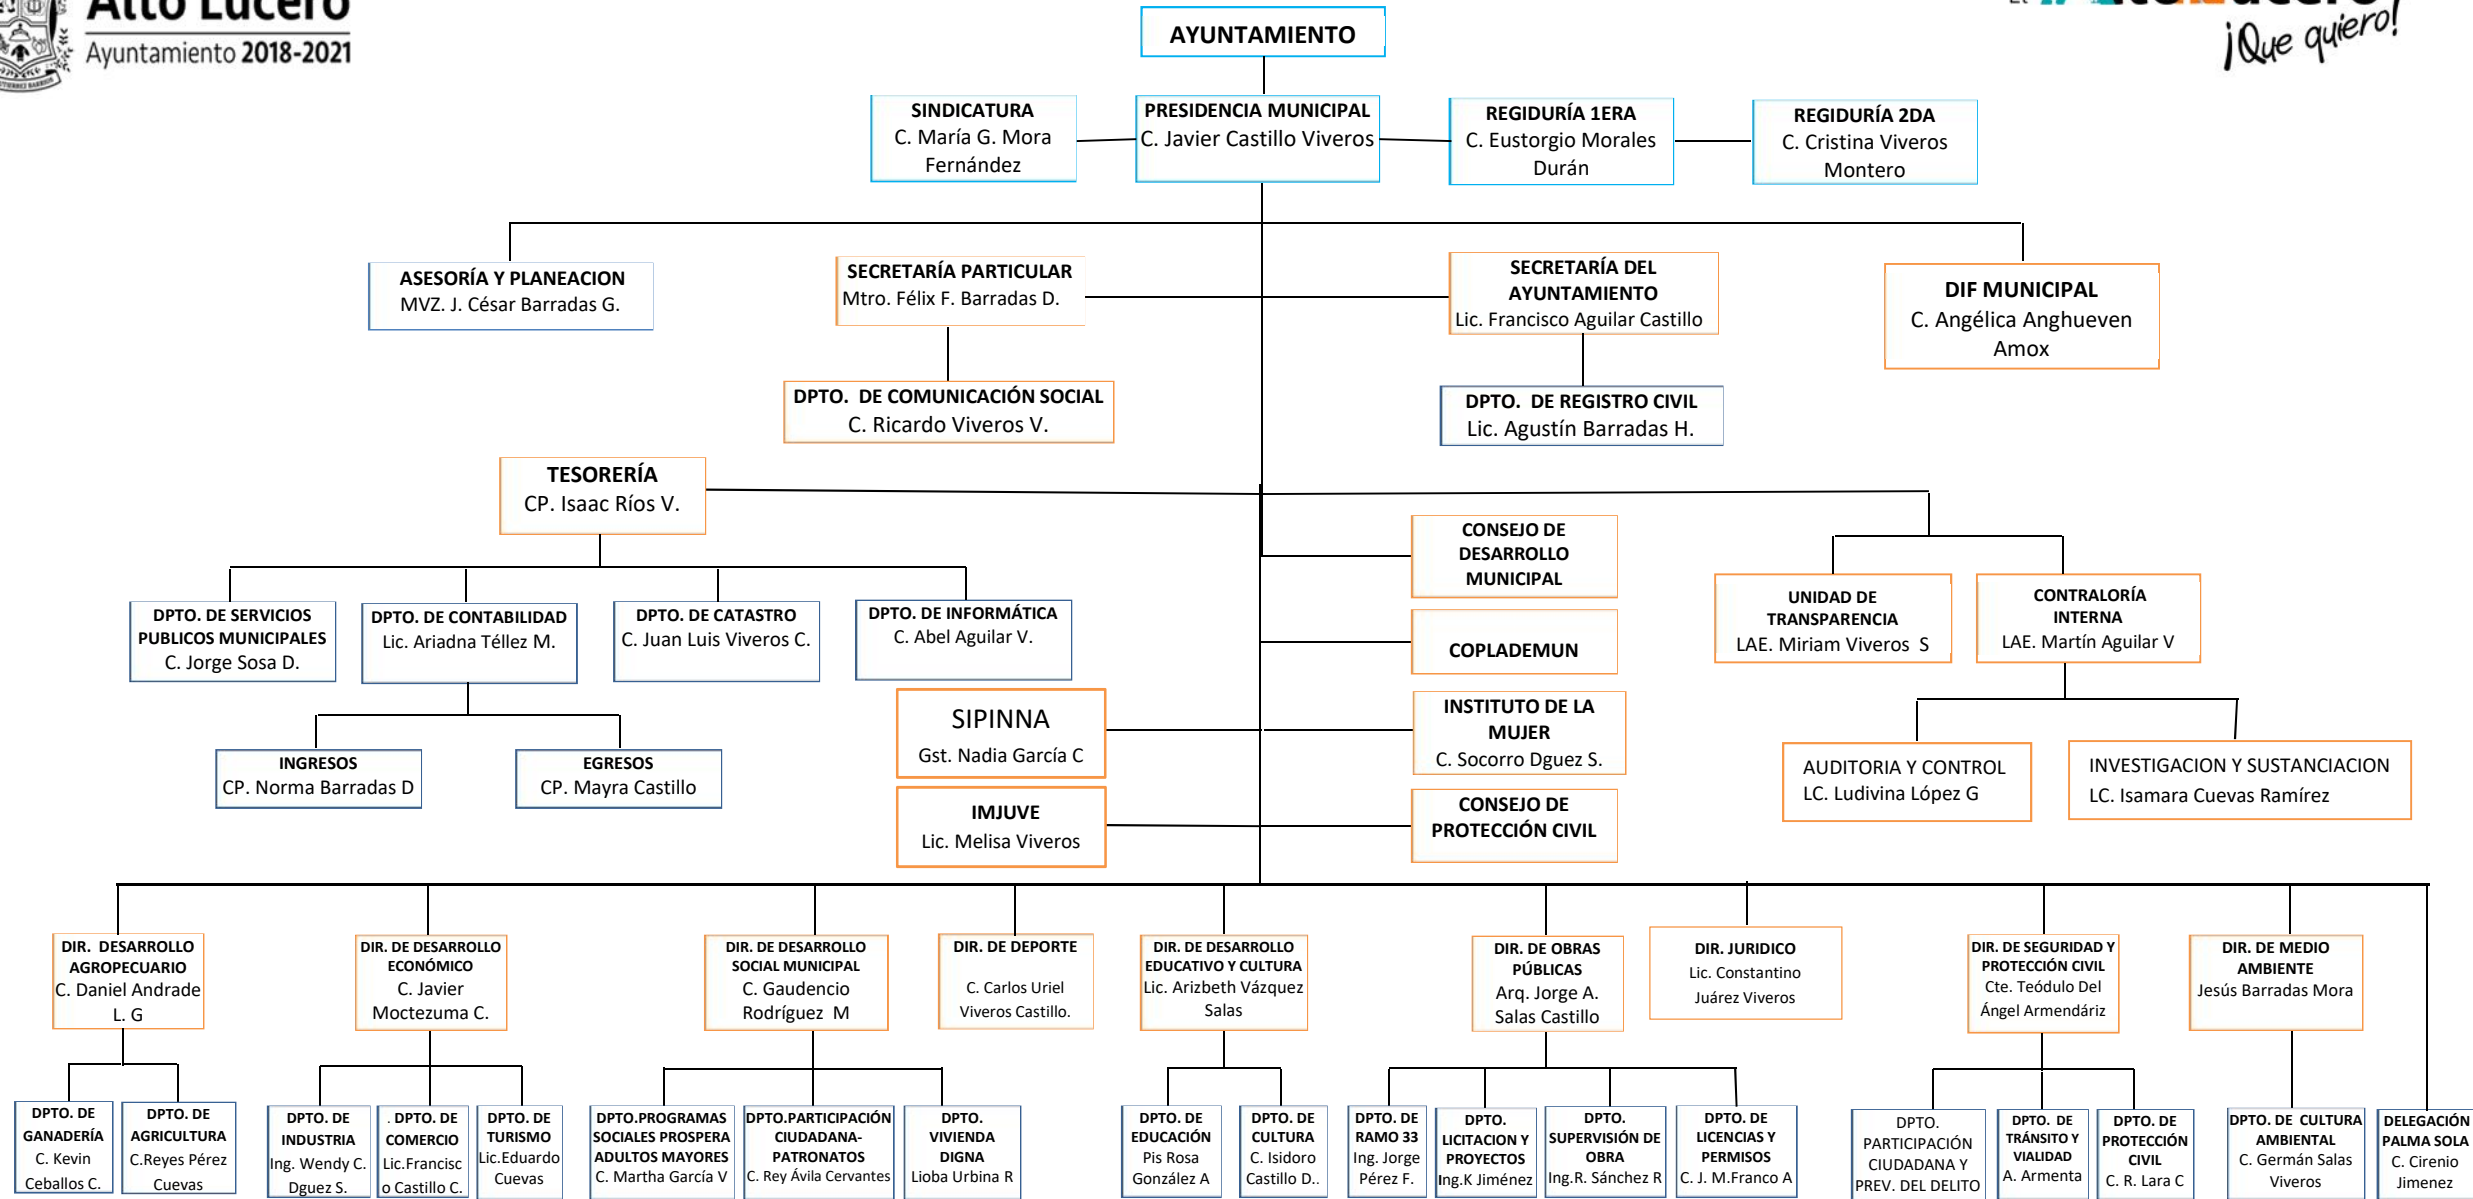 Alto Lucero
Ayuntamiento 2018-2021
¡Que quiero!
AYUNTAMIENTO
SINDICATURA
C. María G. Mora
Fernández
PRESIDENCIA MUNICIPAL
C. Javier Castillo Viveros
REGIDURÍA 1ERA
C. Eustorgio Morales
Durán
REGIDURÍA 2DA
C. Cristina Viveros
Montero
ASESORÍA Y PLANEACION
MVZ. J. César Barradas G.
SECRETARÍA PARTICULAR
Mtro. Félix F. Barradas D.
SECRETARÍA DEL
AYUNTAMIENTO
Lic. Francisco Aguilar Castillo
DIF MUNICIPAL
C. Angélica Anghueven
Amox
DPTO. DE COMUNICACIÓN SOCIAL
C. Ricardo Viveros V.
DPTO. DE REGISTRO CIVIL
Lic. Agustín Barradas H.
TESORERÍA
CP. Isaac Ríos V.
CONSEJO DE
DESARROLLO
MUNICIPAL
UNIDAD DE
TRANSPARENCIA
LAE. Miriam Viveros S
CONTRALORÍA
INTERNA
LAE. Martín Aguilar V
DPTO. DE SERVICIOS
PUBLICOS MUNICIPALES
C. Jorge Sosa D.
DPTO. DE CONTABILIDAD
Lic. Ariadna Téllez M.
DPTO. DE CATASTRO
C. Juan Luis Viveros C.
DPTO. DE INFORMÁTICA
C. Abel Aguilar V.
COPLADEMUN
SIPINNA
Gst. Nadia García C
INSTITUTO DE LA
MUJER
C. Socorro Dguez S.
INGRESOS
CP. Norma Barradas D
EGRESOS
CP. Mayra Castillo
AUDITORIA Y CONTROL
LC. Ludivina López G
INVESTIGACION Y SUSTANCIACION
LC. Isamara Cuevas Ramírez
IMJUVE
Lic. Melisa Viveros
CONSEJO DE
PROTECCIÓN CIVIL
DIR. DESARROLLO
AGROPECUARIO
C. Daniel Andrade
L. G
DIR. DE DESARROLLO
ECONÓMICO
C. Javier
Moctezuma C.
DIR. DE DESARROLLO
SOCIAL MUNICIPAL
C. Gaudencio
Rodríguez M
DIR. DE DEPORTE
C. Carlos Uriel
Viveros Castillo.
DIR. DE DESARROLLO
EDUCATIVO Y CULTURA
Lic. Arizbeth Vázquez
Salas
DIR. DE OBRAS
PÚBLICAS
Arq. Jorge A.
Salas Castillo
DIR. JURIDICO
Lic. Constantino
Juárez Viveros
DIR. DE SEGURIDAD Y
PROTECCIÓN CIVIL
Cte. Teódulo Del
Ángel Armendáriz
DIR. DE MEDIO
AMBIENTE
Jesús Barradas Mora
DPTO. DE
GANADERÍA
C. Kevin
Ceballos C.
DPTO. DE
AGRICULTURA
C.Reyes Pérez
Cuevas
DPTO. DE
INDUSTRIA
Ing. Wendy C.
Dguez S.
. DPTO. DE
COMERCIO
Lic.Francisc
o Castillo C.
DPTO. DE
TURISMO
Lic.Eduardo
Cuevas
DPTO.PROGRAMAS
SOCIALES PROSPERA
ADULTOS MAYORES
C. Martha García V
DPTO.PARTICIPACIÓN
CIUDADANA-
PATRONATOS
C. Rey Ávila Cervantes
DPTO.
VIVIENDA
DIGNA
Lioba Urbina R
DPTO. DE
EDUCACIÓN
Pis Rosa
González A
DPTO. DE
CULTURA
C. Isidoro
Castillo D..
DPTO. DE
RAMO 33
Ing. Jorge
Pérez F.
DPTO.
LICITACION Y
PROYECTOS
Ing.K Jiménez
DPTO.
SUPERVISIÓN DE
OBRA
Ing.R. Sánchez R
DPTO. DE
LICENCIAS Y
PERMISOS
C. J. M.Franco A
DPTO.
PARTICIPACIÓN
CIUDADANA Y
PREV. DEL DELITO
DPTO. DE
TRÁNSITO Y
VIALIDAD
A. Armenta
DPTO. DE
PROTECCIÓN
CIVIL
C. R. Lara C
DPTO. DE CULTURA
AMBIENTAL
C. Germán Salas
Viveros
DELEGACIÓN
PALMA SOLA
C. Cirenio
Jimenez